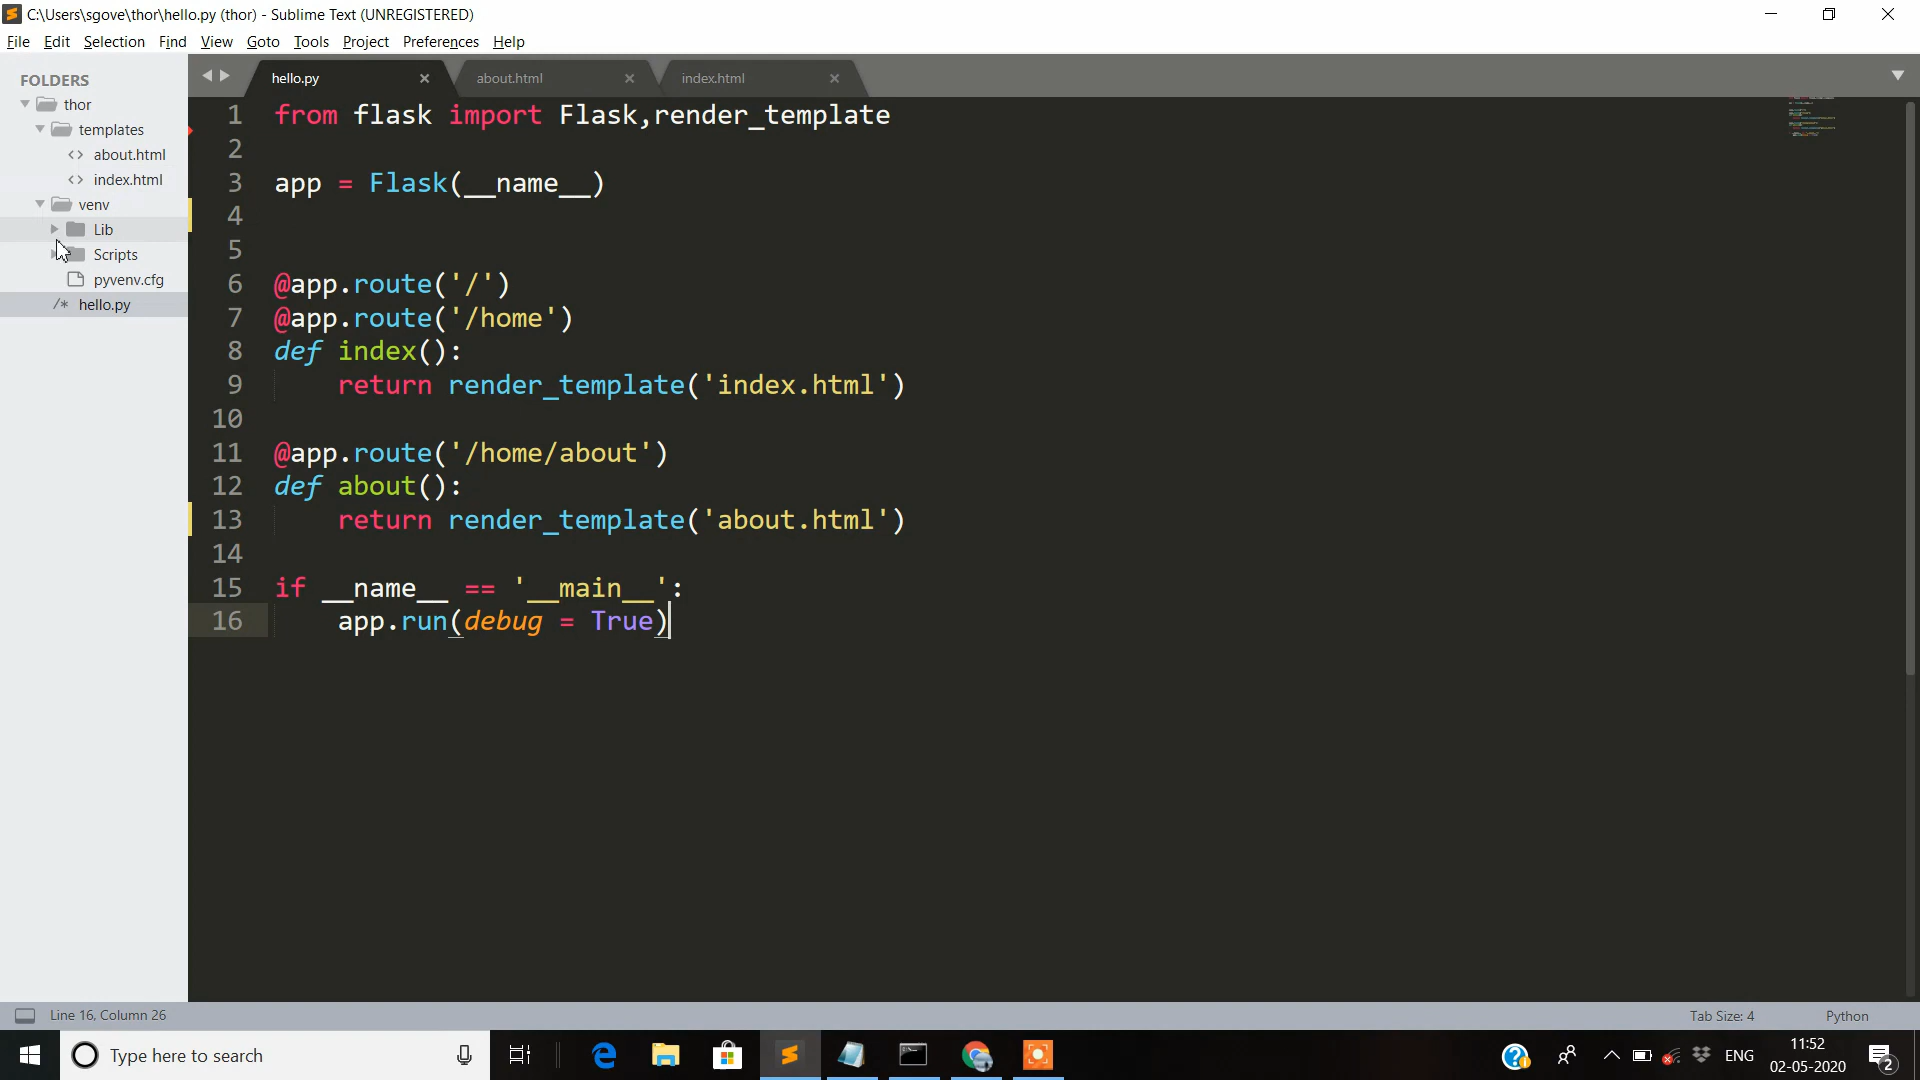 C:\Users\sgove\thor\hello.py (thor) - Sublime Text (UNREGISTERED)
File Edit Selection Find View Goto Tools Project Preferences Help
FOLDERS
thor
templates
about.html
index.html
venv
Lib
Scripts
pyvenv.cfg
hello.py
hello.py about.html index.html
1 from flask import Flask,render_template
2
3 app = Flask(__name__)
4
5
6 @app.route('/')
7 @app.route('/home')
8 def index():
9 return render_template('index.html')
10
11 @app.route('/home/about')
12 def about():
13 return render_template('about.html')
14
15 if __name__ == '__main__':
16 app.run(debug = True)
Line 16, Column 26 Tab Size: 4 Python
Type here to search
ENG
11:52
02-05-2020
2